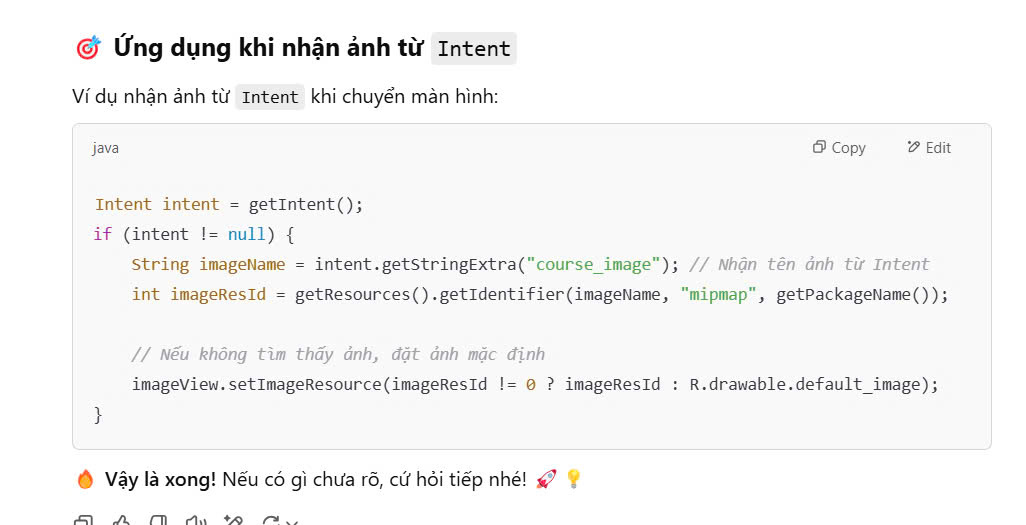 🎯 Ứng dụng khi nhận ảnh từ Intent
Ví dụ nhận ảnh từ Intent khi chuyển màn hình:
java Copy Edit
Intent intent = getIntent();
if (intent != null) {
    String imageName = intent.getStringExtra("course_image"); // Nhận tên ảnh từ Intent
    int imageResId = getResources().getIdentifier(imageName, "mipmap", getPackageName());
    // Nếu không tìm thấy ảnh, đặt ảnh mặc định
    imageView.setImageResource(imageResId != 0 ? imageResId : R.drawable.default_image);
}
🔥 Vậy là xong! Nếu có gì chưa rõ, cứ hỏi tiếp nhé! 🚀 💡